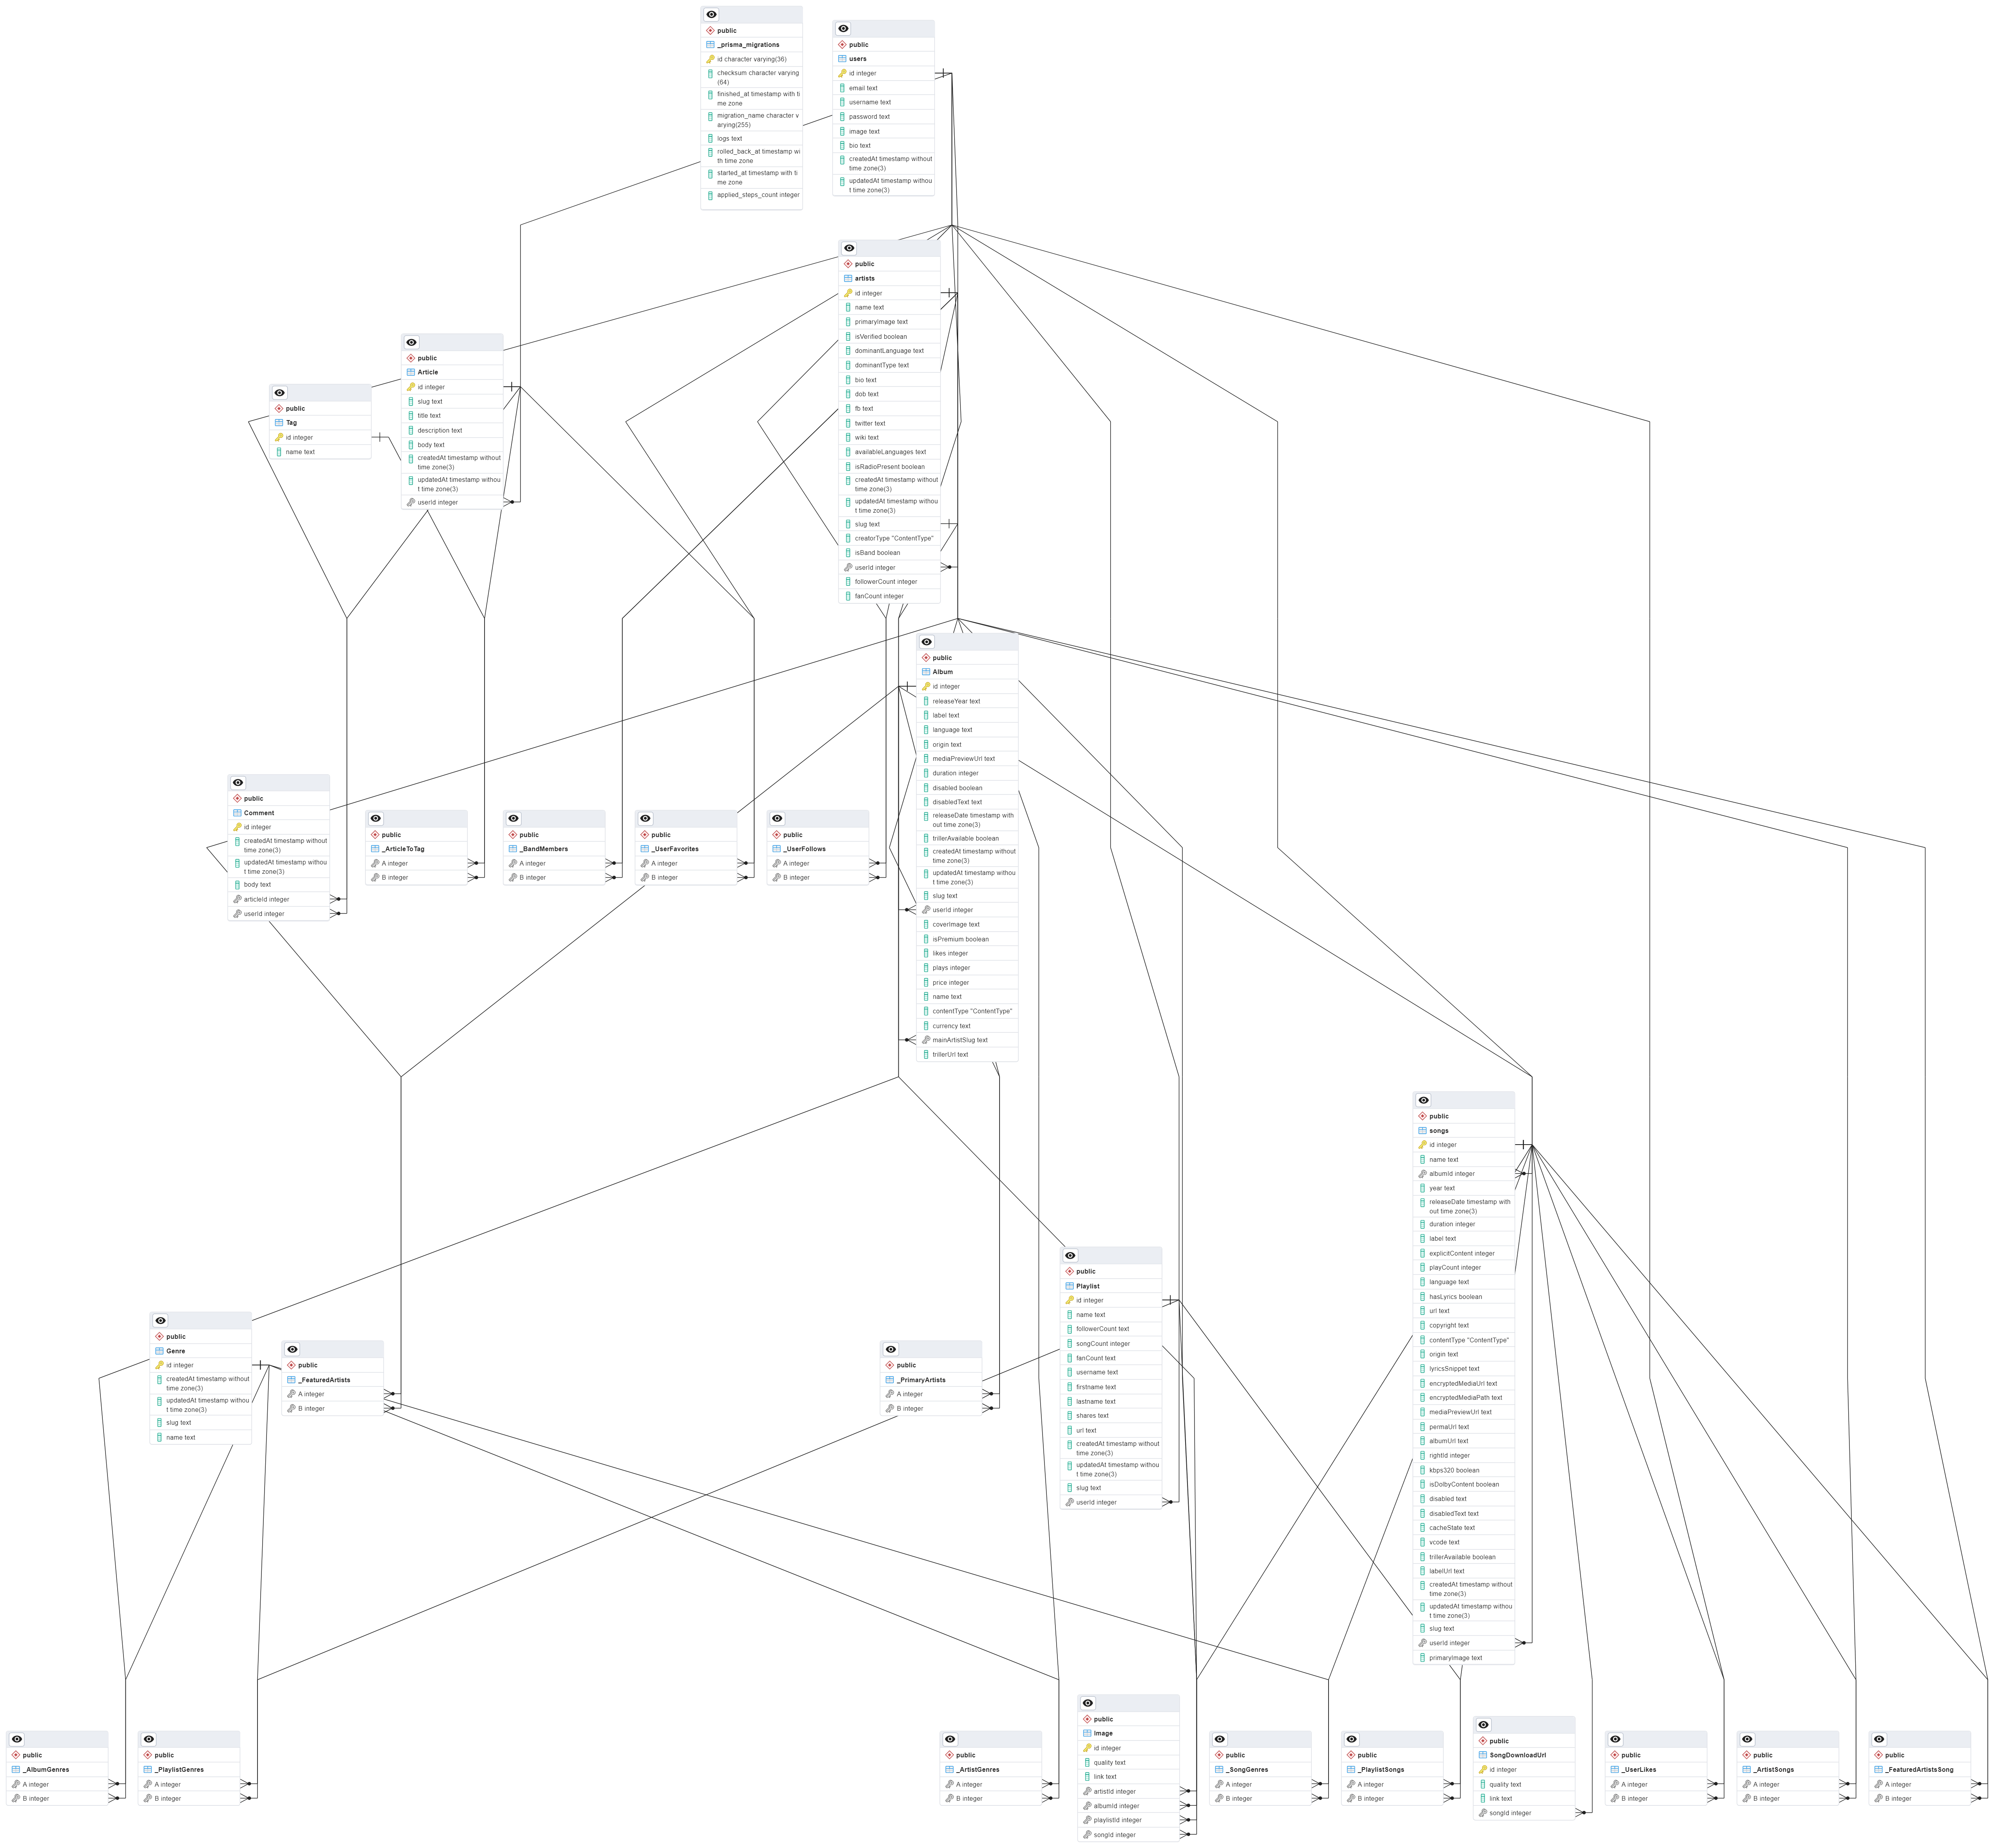 public
_prisma_migrations
id character varying(36)
checksum character varying
(64)
finished_at timestamp with ti
me zone
migration_name character v
arying(255)
logs text
rolled_back_at timestamp wi
th time zone
started_at timestamp with ti
me zone
applied_steps_count integer
public
users
id integer
email text
username text
password text
image text
bio text
createdAt timestamp without
time zone(3)
updatedAt timestamp withou
t time zone(3)
public
artists
id integer
name text
primaryImage text
isVerified boolean
dominantLanguage text
dominantType text
bio text
dob text
fb text
twitter text
wiki text
availableLanguages text
isRadioPresent boolean
createdAt timestamp without
time zone(3)
updatedAt timestamp withou
t time zone(3)
slug text
creatorType "ContentType"
isBand boolean
userId integer
followerCount integer
fanCount integer
public
Article
id integer
slug text
title text
description text
body text
createdAt timestamp without
time zone(3)
updatedAt timestamp withou
t time zone(3)
userId integer
public
Tag
id integer
name text
public
Album
id integer
releaseYear text
label text
language text
origin text
mediaPreviewUrl text
duration integer
disabled boolean
disabledText text
releaseDate timestamp with
out time zone(3)
trillerAvailable boolean
createdAt timestamp without
time zone(3)
updatedAt timestamp withou
t time zone(3)
slug text
userId integer
coverImage text
isPremium boolean
likes integer
plays integer
price integer
name text
contentType "ContentType"
currency text
mainArtistSlug text
trillerUrl text
public
Comment
id integer
createdAt timestamp without
time zone(3)
updatedAt timestamp withou
t time zone(3)
body text
articleId integer
userId integer
public
_ArticleToTag
A integer
B integer
public
_BandMembers
A integer
B integer
public
_UserFavorites
A integer
B integer
public
_UserFollows
A integer
B integer
public
songs
id integer
name text
albumId integer
year text
releaseDate timestamp with
out time zone(3)
duration integer
label text
explicitContent integer
playCount integer
language text
hasLyrics boolean
url text
copyright text
contentType "ContentType"
origin text
lyricsSnippet text
encryptedMediaUrl text
encryptedMediaPath text
mediaPreviewUrl text
permaUrl text
albumUrl text
rightId integer
kbps320 boolean
isDolbyContent boolean
disabled text
disabledText text
cacheState text
vcode text
trillerAvailable boolean
labelUrl text
createdAt timestamp without
time zone(3)
updatedAt timestamp withou
t time zone(3)
slug text
userId integer
primaryImage text
public
Playlist
id integer
name text
followerCount text
songCount integer
fanCount text
username text
firstname text
lastname text
shares text
url text
createdAt timestamp without
time zone(3)
updatedAt timestamp withou
t time zone(3)
slug text
userId integer
public
Genre
id integer
createdAt timestamp without
time zone(3)
updatedAt timestamp withou
t time zone(3)
slug text
name text
public
_FeaturedArtists
A integer
B integer
public
_PrimaryArtists
A integer
B integer
public
_AlbumGenres
A integer
B integer
public
_PlaylistGenres
A integer
B integer
public
_ArtistGenres
A integer
B integer
public
Image
id integer
quality text
link text
artistId integer
albumId integer
playlistId integer
songId integer
public
_SongGenres
A integer
B integer
public
_PlaylistSongs
A integer
B integer
public
SongDownloadUrl
id integer
quality text
link text
songId integer
public
_UserLikes
A integer
B integer
public
_ArtistSongs
A integer
B integer
public
_FeaturedArtistsSong
A integer
B integer